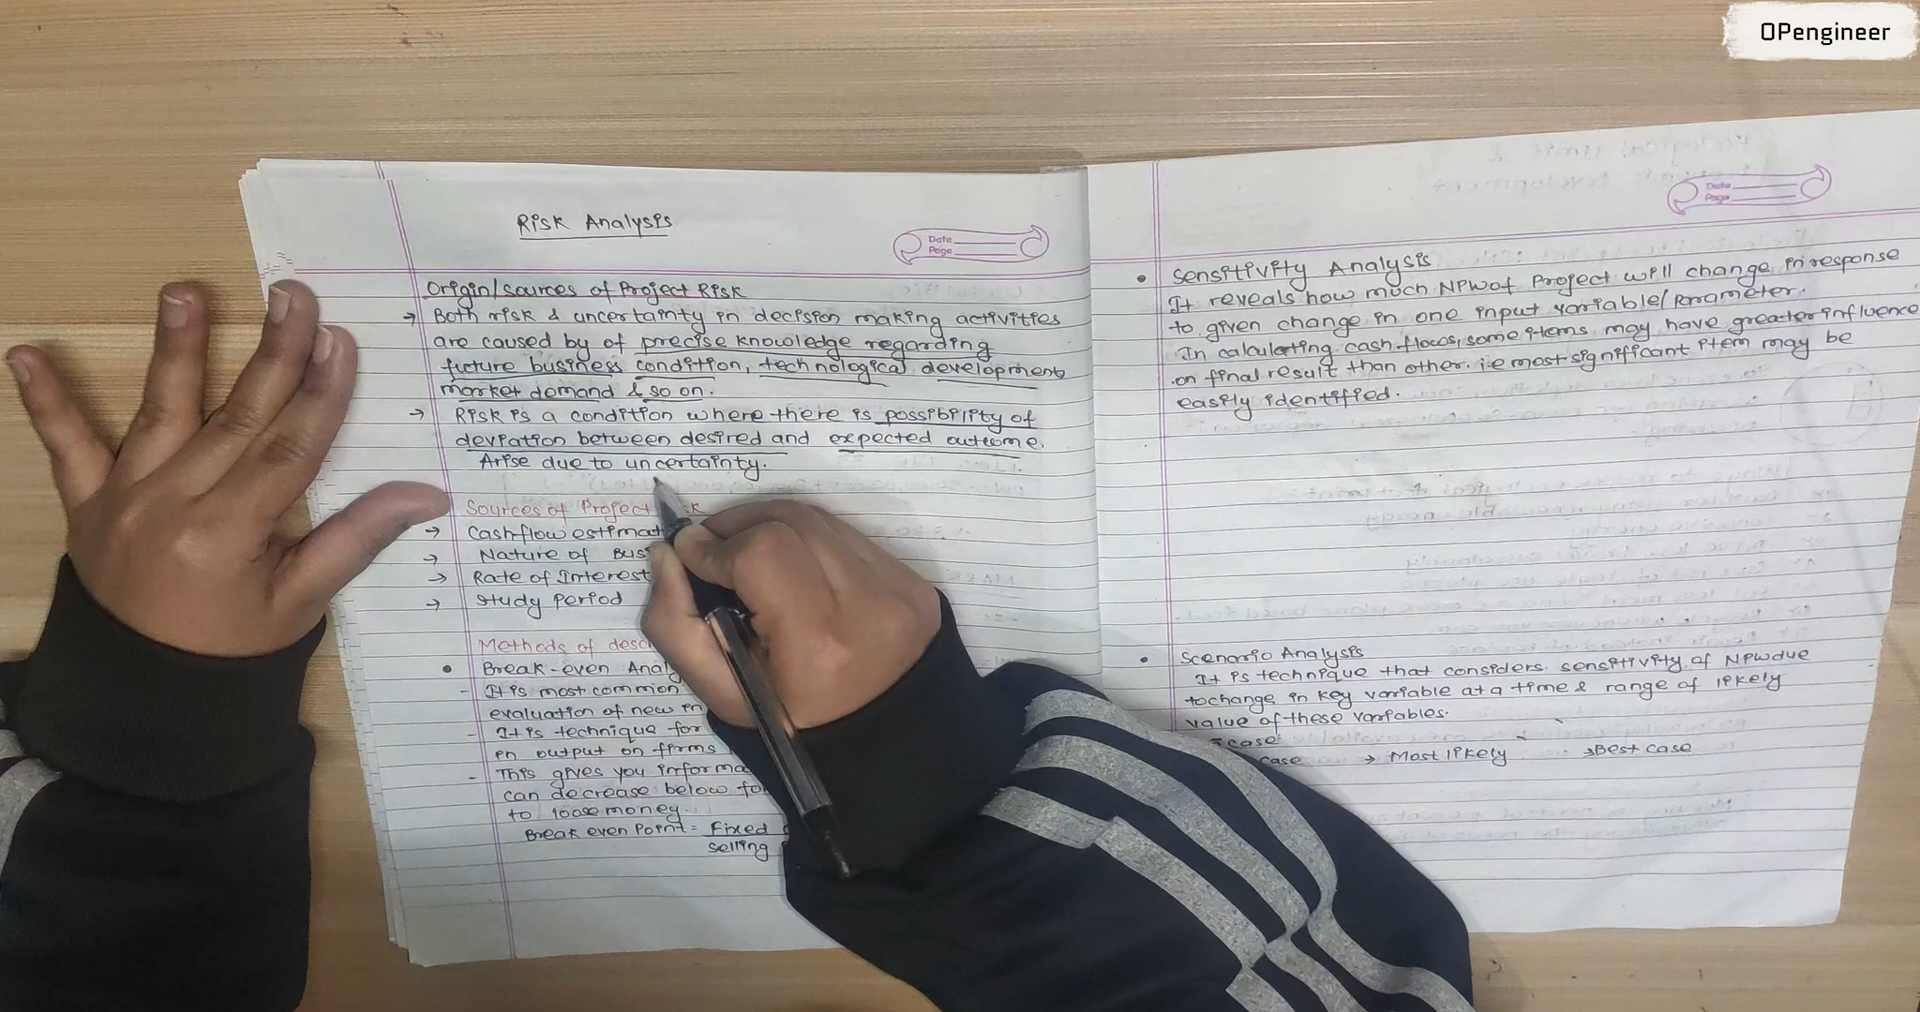 OPengineer
Risk Analysis
Date
Page
Origin/sources of Project Risk
→ Both risk & uncertainty in decision making activities
are caused by of precise knowledge regarding
future business condition, technological development
market demand & so on.
→ Risk is a condition where there is possibility of
deviation between desired and expected outcome.
Arise due to uncertainty.
Sources of Project
→ Cashflow estimat
→ Nature of Bus
→ Rate of Interest
→ Study Period
Methods of desc
• Break-even Anal
- It is most common
evaluation of new in
- It is technique for
in output on firms
- This gives you informa
can decrease below fo
to loose money.
Break even Point = Fixed
selling
Date
Page
• Sensitivity Analysis
It reveals how much NPW of Project will change in response
to given change in one input variable/Parameter.
In calculating cash flows, some items may have greater influence
on final result than other. i.e most significant item may be
easily identified.
• Scenario Analysis
It is technique that considers sensitivity of NPW due
to change in key variable at a time & range of likely
value of these variables.
case
case → Most likely → Best case